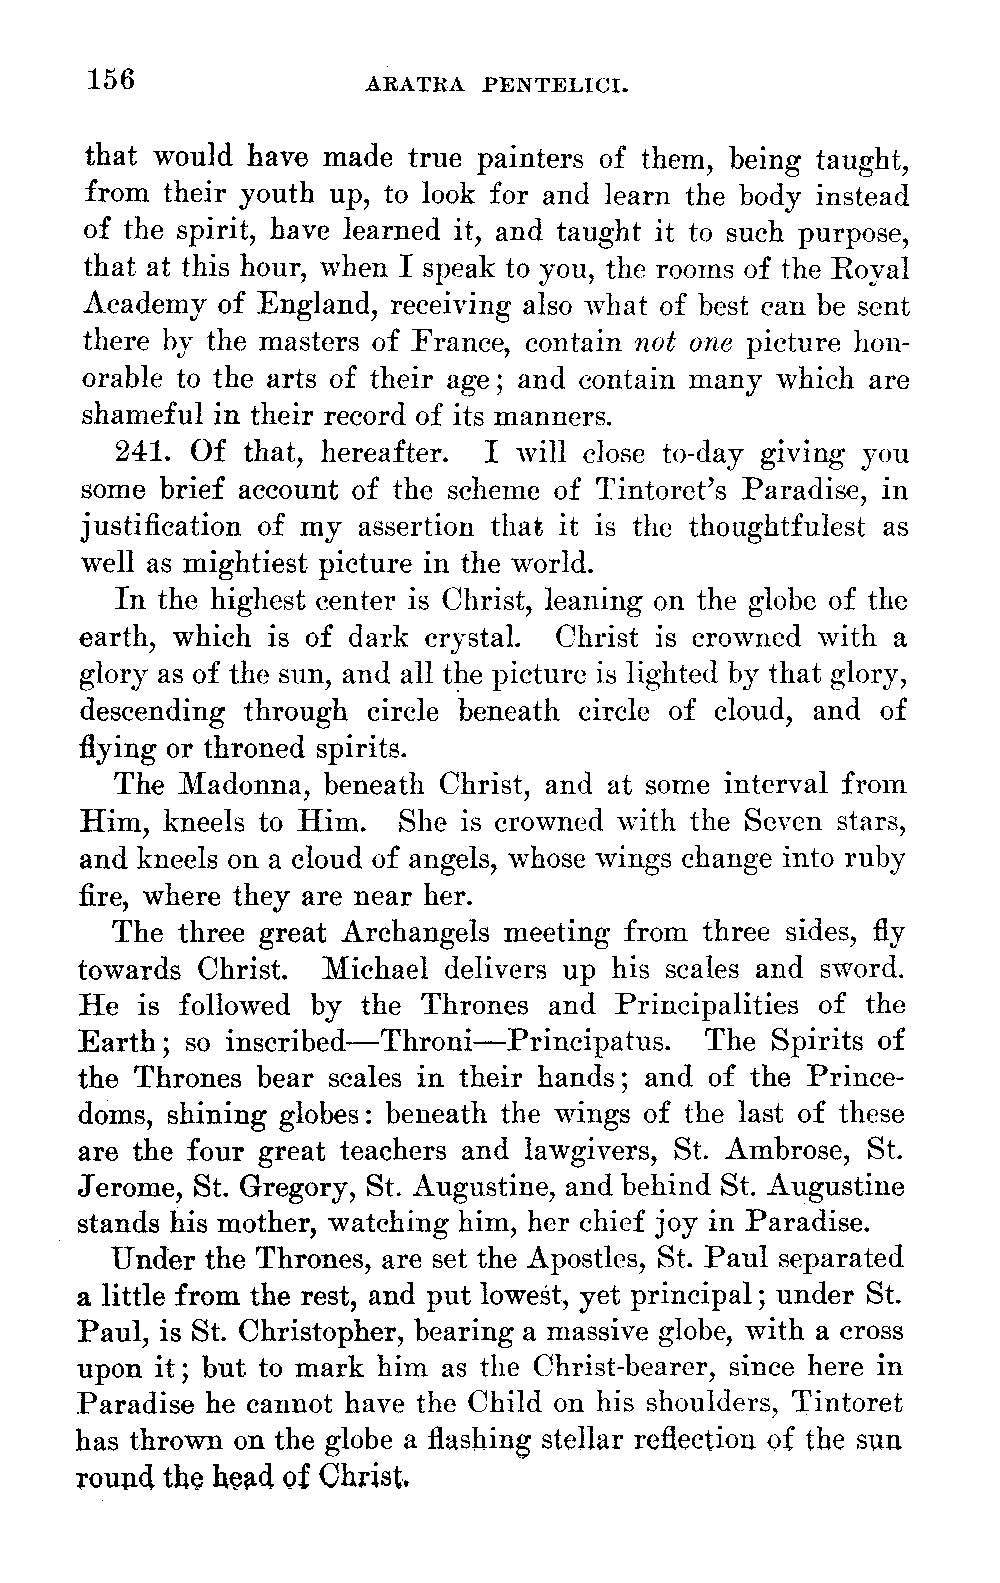 156 ARATRA PENTELICI.
that would have made true painters of them, being taught,
from their youth up, to look for and learn the body instead
of the spirit, have learned it, and taught it to such purpose,
that at this hour, when I speak to you, the rooms of the Royal
Academy of England, receiving also what of best can be sent
there by the masters of France, contain not one picture hon-
orable to the arts of their age; and contain many which are
shameful in their record of its manners.
241. Of that, hereafter. I will close to-day giving you
some brief account of the scheme of Tintoret's Paradise, in
justification of my assertion that it is the thoughtfulest as
well as mightiest picture in the world.
In the highest center is Christ, leaning on the globe of the
earth, which is of dark crystal. Christ is crowned with a
glory as of the sun, and all the picture is lighted by that glory,
descending through circle beneath circle of cloud, and of
flying or throned spirits.
The Madonna, beneath Christ, and at some interval from
Him, kneels to Him. She is crowned with the Seven stars,
and kneels on a cloud of angels, whose wings change into ruby
fire, where they are near her.
The three great Archangels meeting from three sides, fly
towards Christ. Michael delivers up his scales and sword.
He is followed by the Thrones and Principalities of the
Earth; so inscribed—Throni—Principatus. The Spirits of
the Thrones bear scales in their hands; and of the Prince-
doms, shining globes: beneath the wings of the last of these
are the four great teachers and lawgivers, St. Ambrose, St.
Jerome, St. Gregory, St. Augustine, and behind St. Augustine
stands his mother, watching him, her chief joy in Paradise.
Under the Thrones, are set the Apostles, St. Paul separated
a little from the rest, and put lowest, yet principal; under St.
Paul, is St. Christopher, bearing a massive globe, with a cross
upon it; but to mark him as the Christ-bearer, since here in
Paradise he cannot have the Child on his shoulders, Tintoret
has thrown on the globe a flashing stellar reflection of the sun
round the head of Christ.